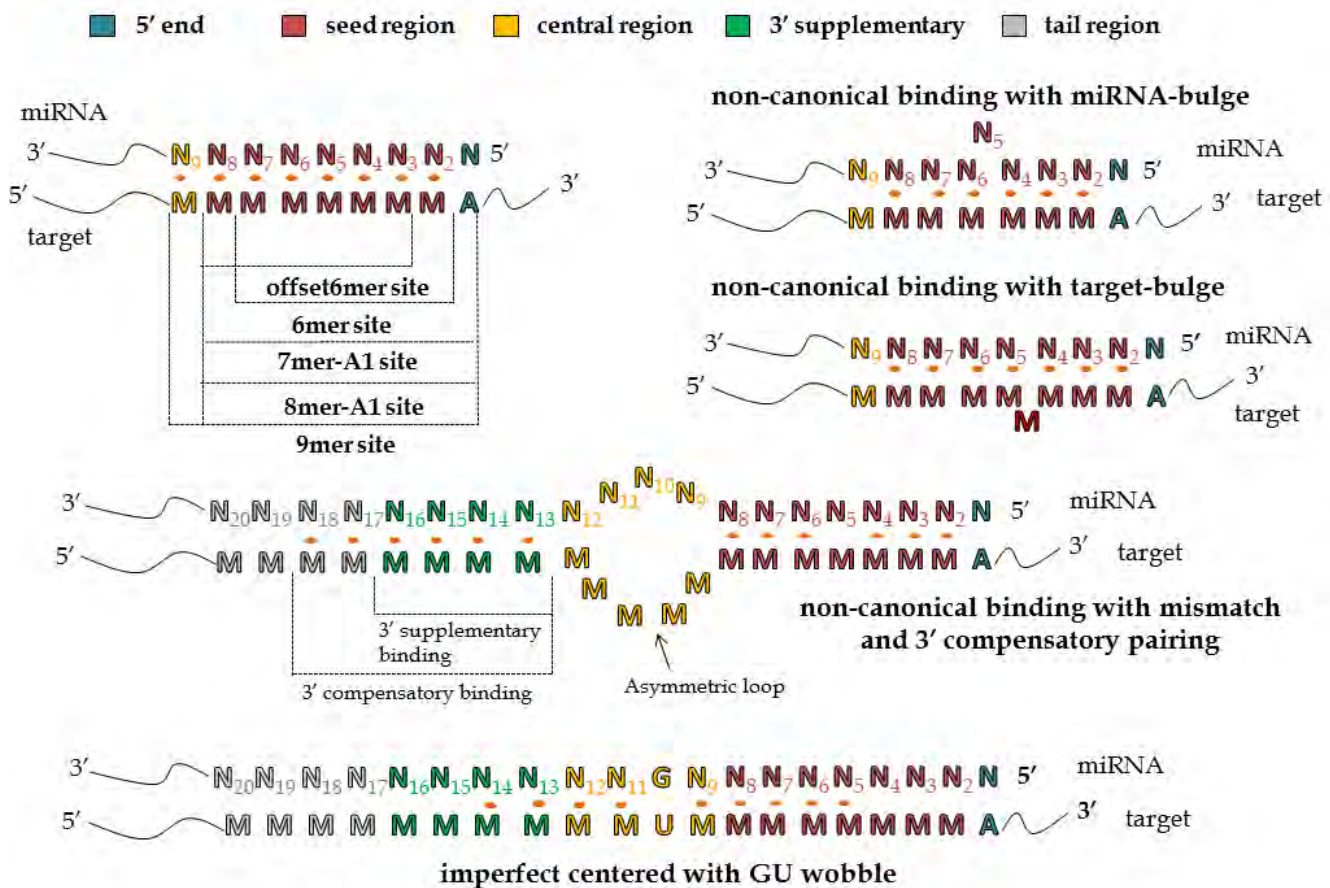 5′ end seed region central region 3′ supplementary tail region
miRNA
3′ N9 N8 N7 N6 N5 N4 N3 N2 N 5′
5′ M M M M M M M M A 3′
target
offset6mer site
6mer site
7mer-A1 site
8mer-A1 site
9mer site
non-canonical binding with miRNA-bulge
N5
3′ N9 N8 N7 N6 N4 N3 N2 N 5′ miRNA
5′ M M M M M M M A 3′ target
non-canonical binding with target-bulge
3′ N9 N8 N7 N6 N5 N4 N3 N2 N 5′ miRNA
5′ M M M M M M M M A 3′ target
M
3′ N20 N19 N18 N17 N16 N15 N14 N13 N12 N11 N10 N9 N8 N7 N6 N5 N4 N3 N2 N 5′ miRNA
5′ M M M M M M M M M M M M M M M M M M M M A 3′ target
3′ supplementary
binding
3′ compensatory binding
Asymmetric loop
non-canonical binding with mismatch
and 3′ compensatory pairing
3′ N20 N19 N18 N17 N16 N15 N14 N13 N12 N11 G N9 N8 N7 N6 N5 N4 N3 N2 N 5′ miRNA
5′ M M M M M M M M M M U M M M M M M M M A 3′ target
imperfect centered with GU wobble